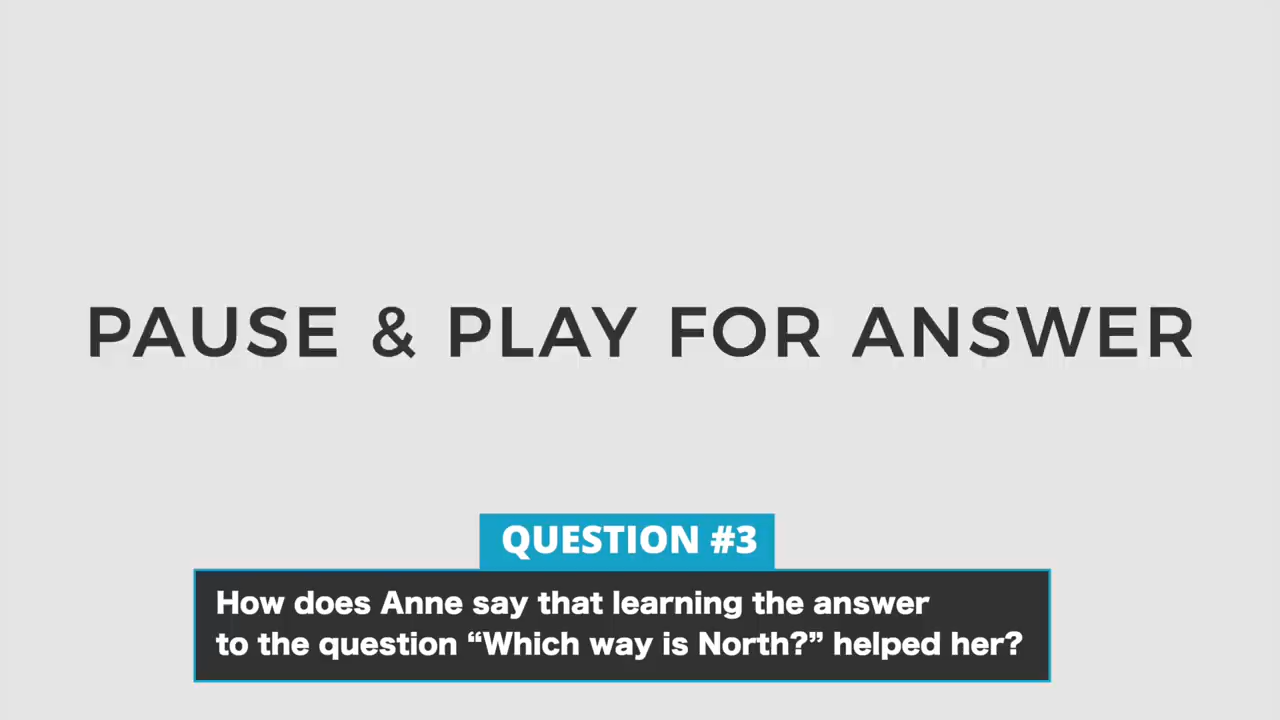 PAUSE & PLAY FOR ANSWER
QUESTION #3
How does Anne say that learning the answer
to the question “Which way is North?” helped her?